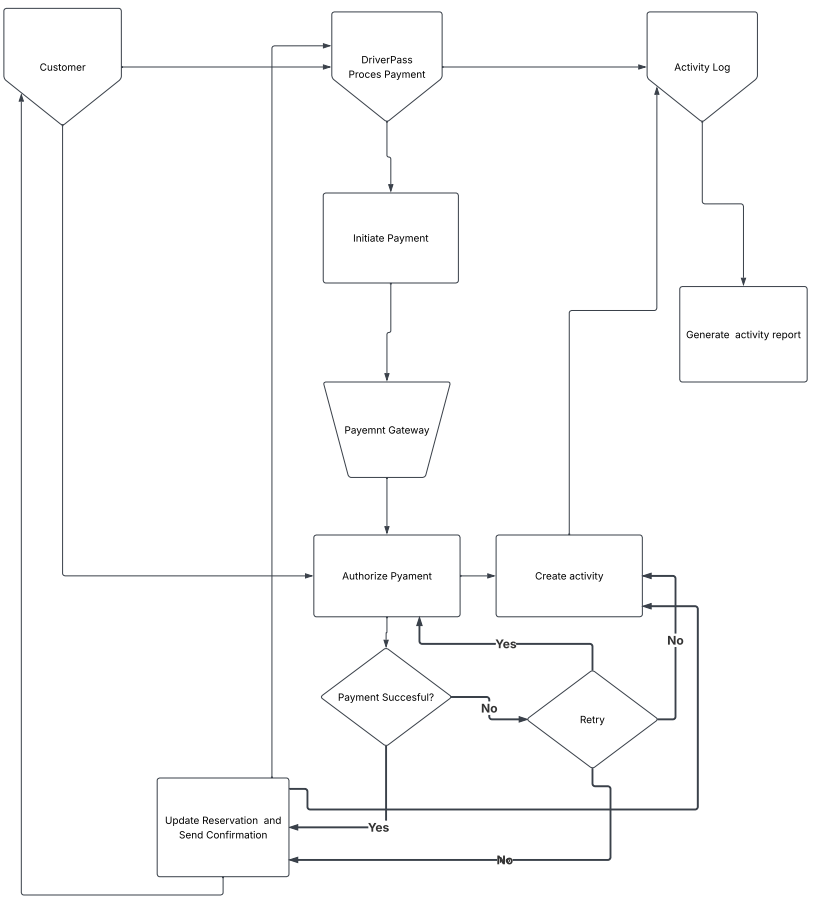 Customer
DriverPass
Proces Payment
Activity Log
Initiate Payment
Generate  activity report
Payemnt Gateway
Authorize Pyament
Create activity
Yes
No
Payment Succesful?
No
Retry
Update Reservation  and
Send Confirmation
Yes
No